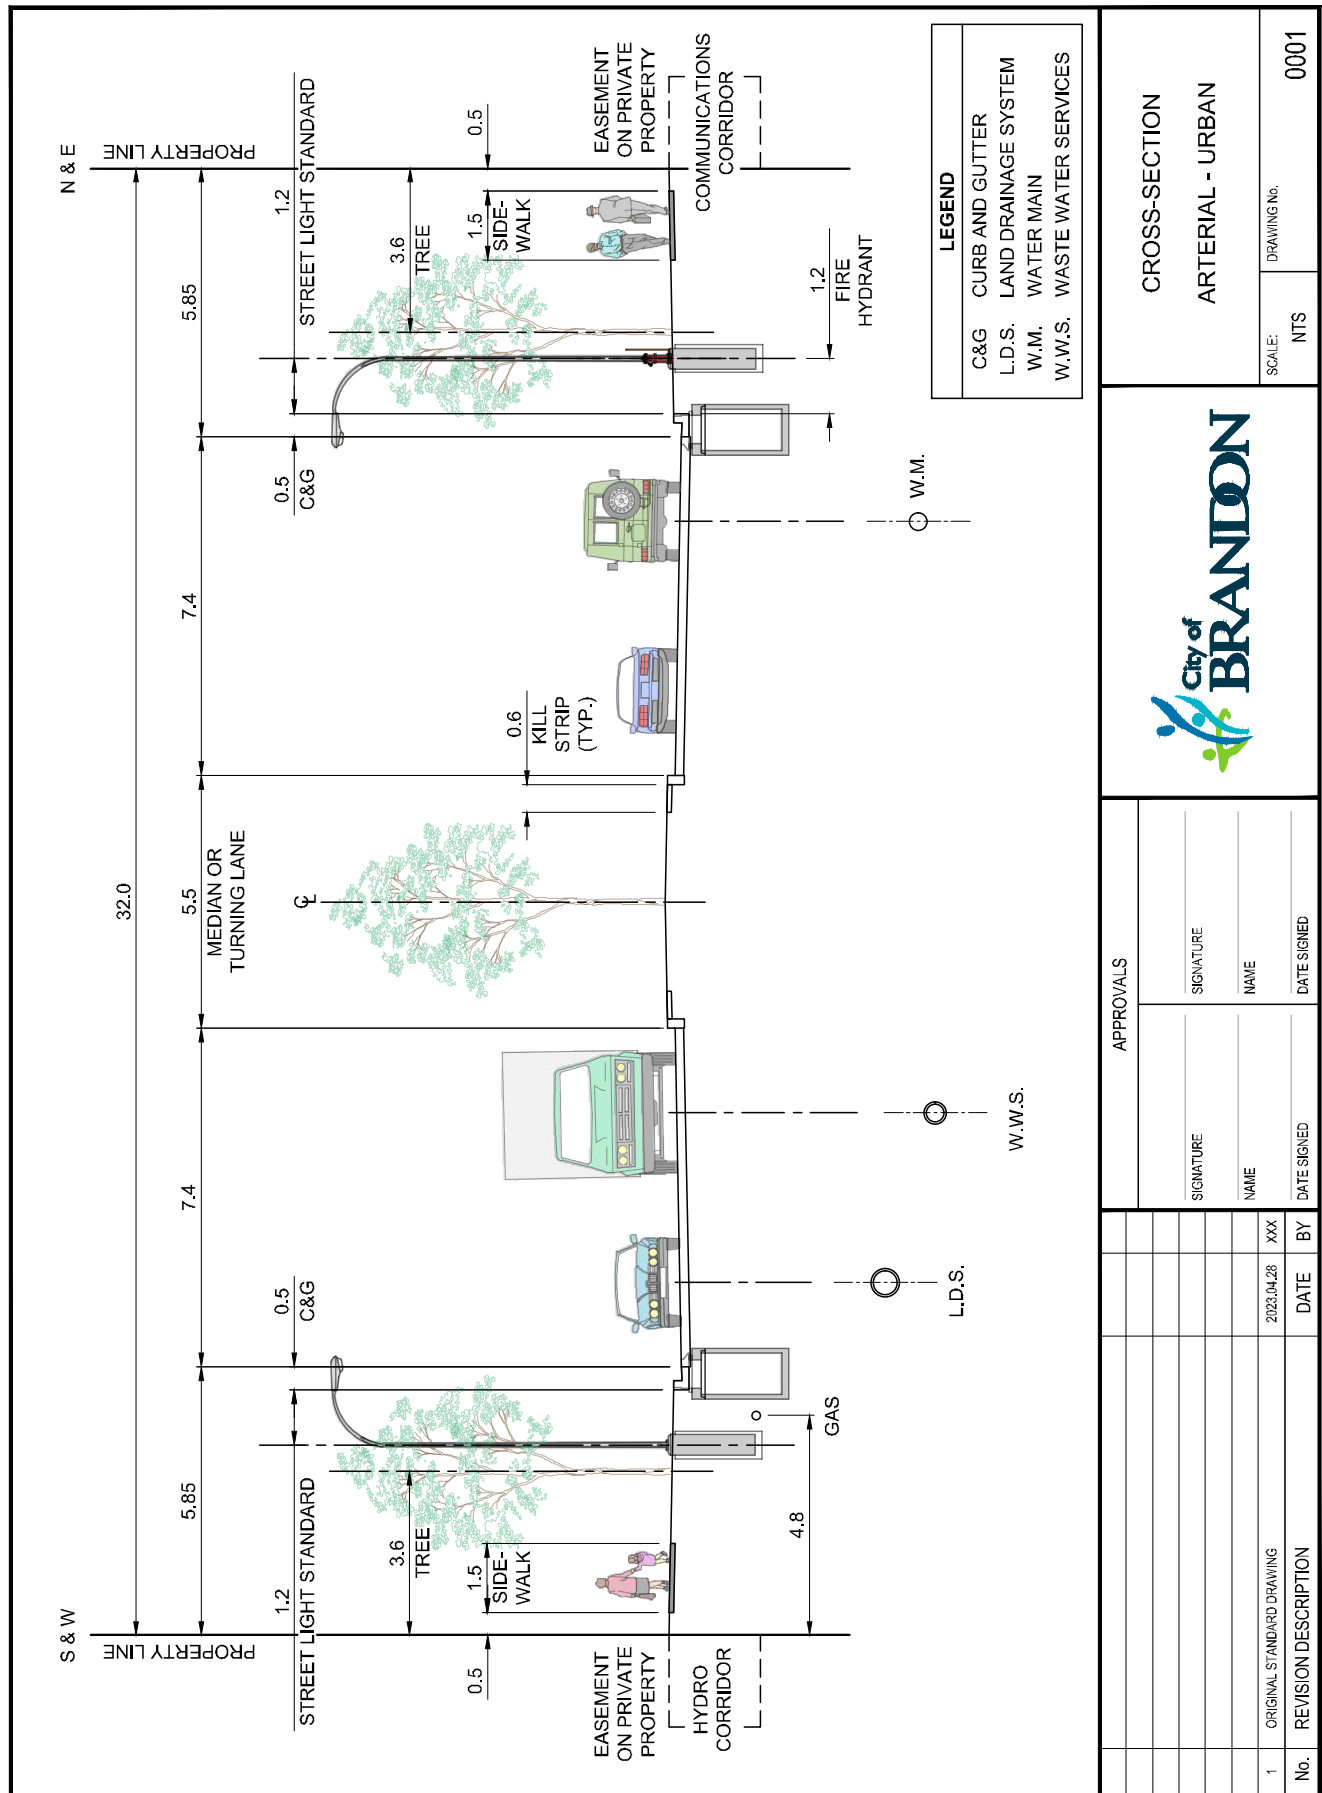 S & W
N & E
PROPERTY LINE
PROPERTY LINE
32.0
5.85
7.4
5.5
7.4
5.85
MEDIAN OR
TURNING LANE
1.2
STREET LIGHT STANDARD
0.5
C&G
0.5
C&G
1.2
STREET LIGHT STANDARD
CL
3.6
TREE
3.6
TREE
0.5
1.5
SIDE-
WALK
0.6
KILL
STRIP
(TYP.)
1.5
SIDE-
WALK
0.5
EASEMENT
ON PRIVATE
PROPERTY
EASEMENT
ON PRIVATE
PROPERTY
HYDRO
CORRIDOR
COMMUNICATIONS
CORRIDOR
4.8
GAS
1.2
FIRE
HYDRANT
L.D.S.
W.W.S.
W.M.
LEGEND
C&G CURB AND GUTTER
L.D.S. LAND DRAINAGE SYSTEM
W.M. WATER MAIN
W.W.S. WASTE WATER SERVICES
1 ORIGINAL STANDARD DRAWING 2023.04.28 XXX
No. REVISION DESCRIPTION DATE BY
APPROVALS
SIGNATURE
NAME
DATE SIGNED
SIGNATURE
NAME
DATE SIGNED
City of
BRANDON
CROSS-SECTION
ARTERIAL - URBAN
SCALE:
NTS
DRAWING No.
0001